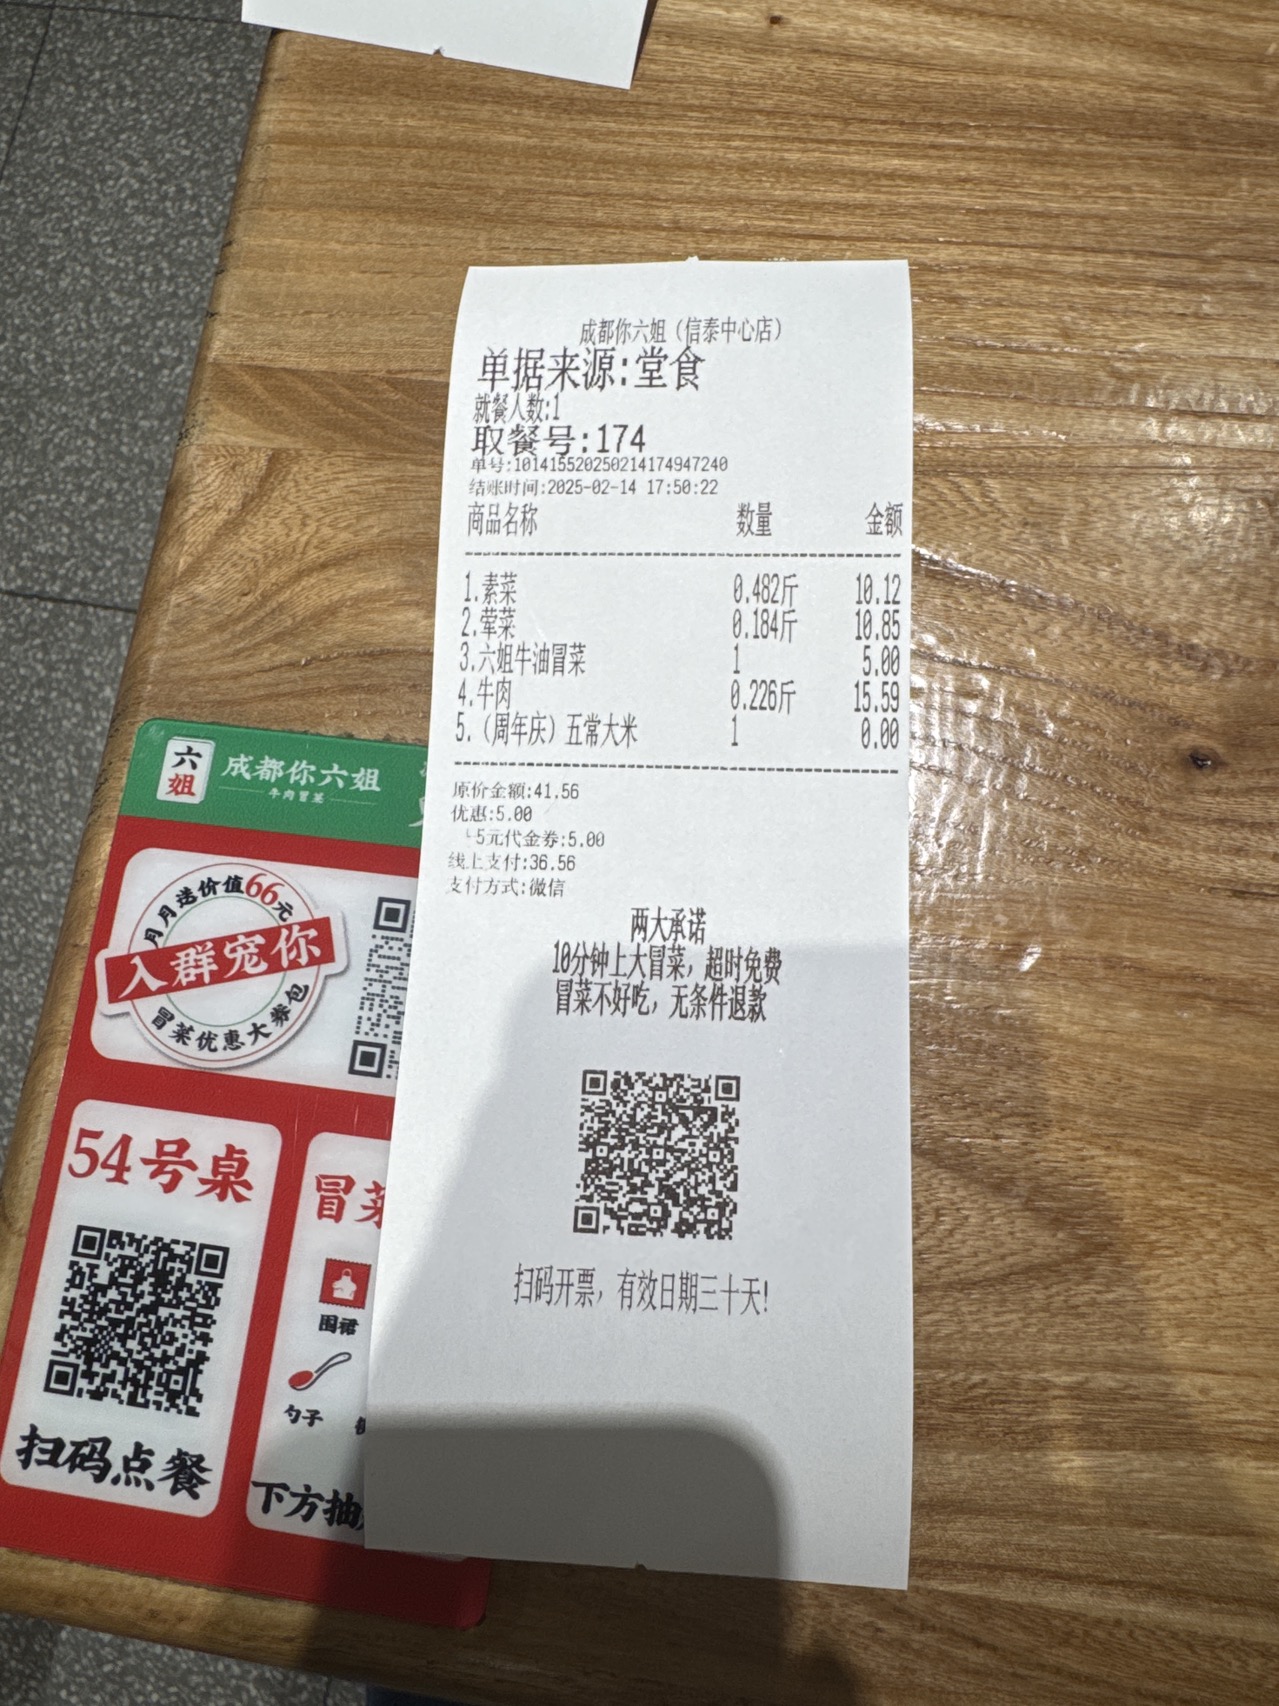 成都你六姐（信泰中心店）
单据来源:堂食
就餐人数:1
取餐号:174
单号:101415520250214174947240
结账时间:2025-02-14 17:50:22
商品名称 数量 金额
1.素菜 0.482斤 10.12
2.荤菜 0.184斤 10.85
3.六姐牛油冒菜 1 5.00
4.牛肉 0.226斤 15.59
5.（周年庆）五常大米 1 0.00
原价金额:41.56
优惠:5.00
└5元代金券:5.00
线上支付:36.56
支付方式:微信
两大承诺
10分钟上大冒菜，超时免费
冒菜不好吃，无条件退款
扫码开票，有效日期三十天!
六姐
成都你六姐
牛肉冒菜
月月送价值66元
入群宠你
冒菜优惠大券包
54号桌
扫码点餐
冒菜
围裙
勺子
下方抽